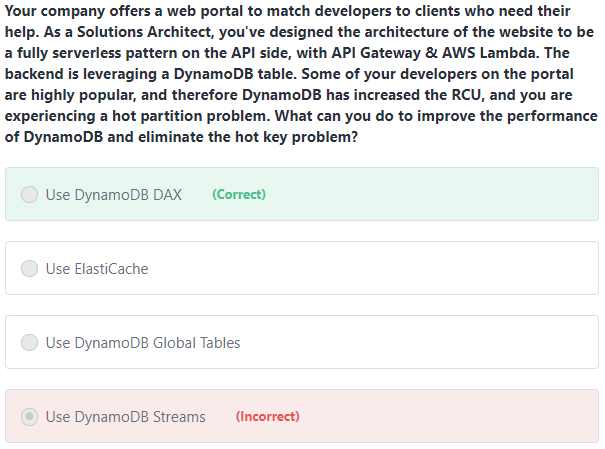 Your company offers a web portal to match developers to clients who need their
help. As a Solutions Architect, you've designed the architecture of the website to be
a fully serverless pattern on the API side, with API Gateway & AWS Lambda. The
backend is leveraging a DynamoDB table. Some of your developers on the portal
are highly popular, and therefore DynamoDB has increased the RCU, and you are
experiencing a hot partition problem. What can you do to improve the performance
of DynamoDB and eliminate the hot key problem?
Use DynamoDB DAX (Correct)
Use ElastiCache
Use DynamoDB Global Tables
Use DynamoDB Streams (Incorrect)